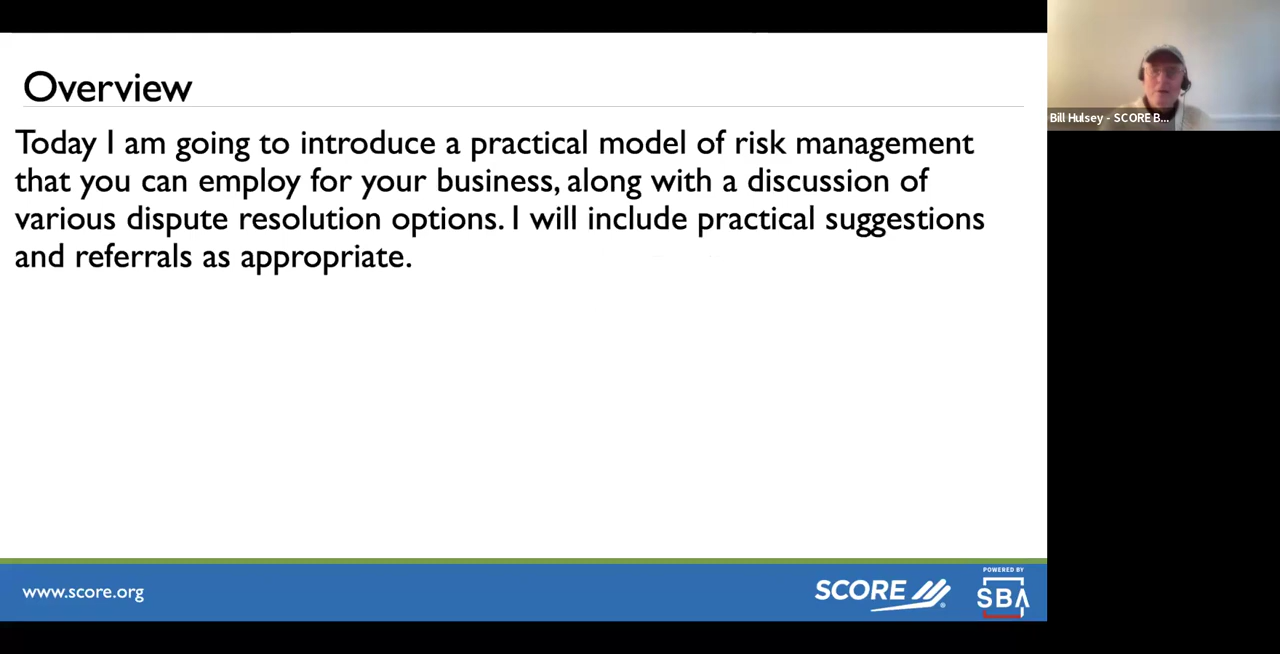 Overview
Today I am going to introduce a practical model of risk management
that you can employ for your business, along with a discussion of
various dispute resolution options. I will include practical suggestions
and referrals as appropriate.
Bill Hulsey - SCORE B...
www.score.org
SCORE
POWERED BY
SBA